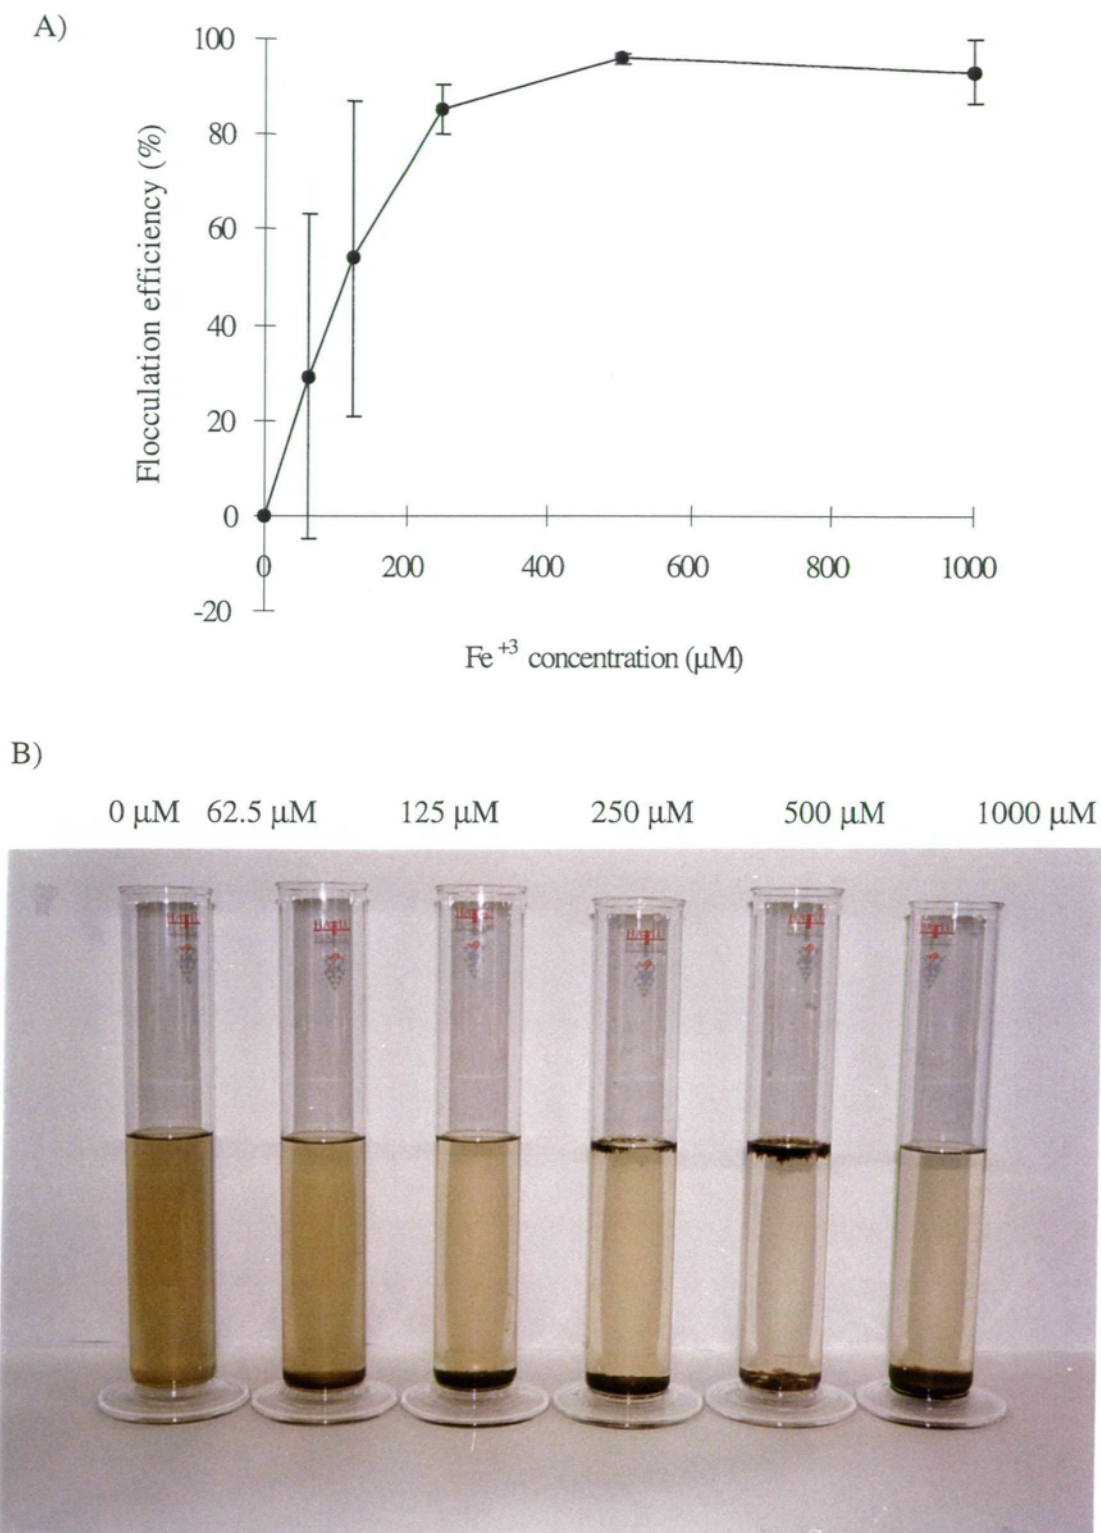 A)
100
80
60
40
20
0
-20
Flocculation efficiency (%)
0 200 400 600 800 1000
Fe +3 concentration (μM)
B)
0 μM 62.5 μM 125 μM 250 μM 500 μM 1000 μM